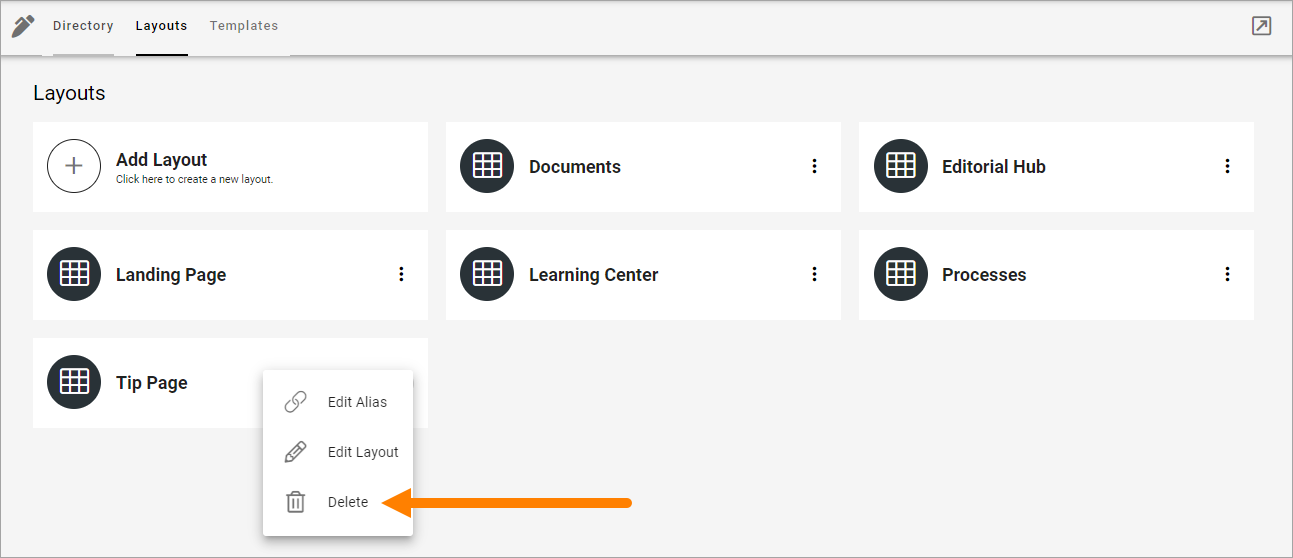 Directory Layouts Templates
Layouts
Add Layout
Click here to create a new layout.
Documents
Editorial Hub
Landing Page
Learning Center
Processes
Tip Page
Edit Alias
Edit Layout
Delete